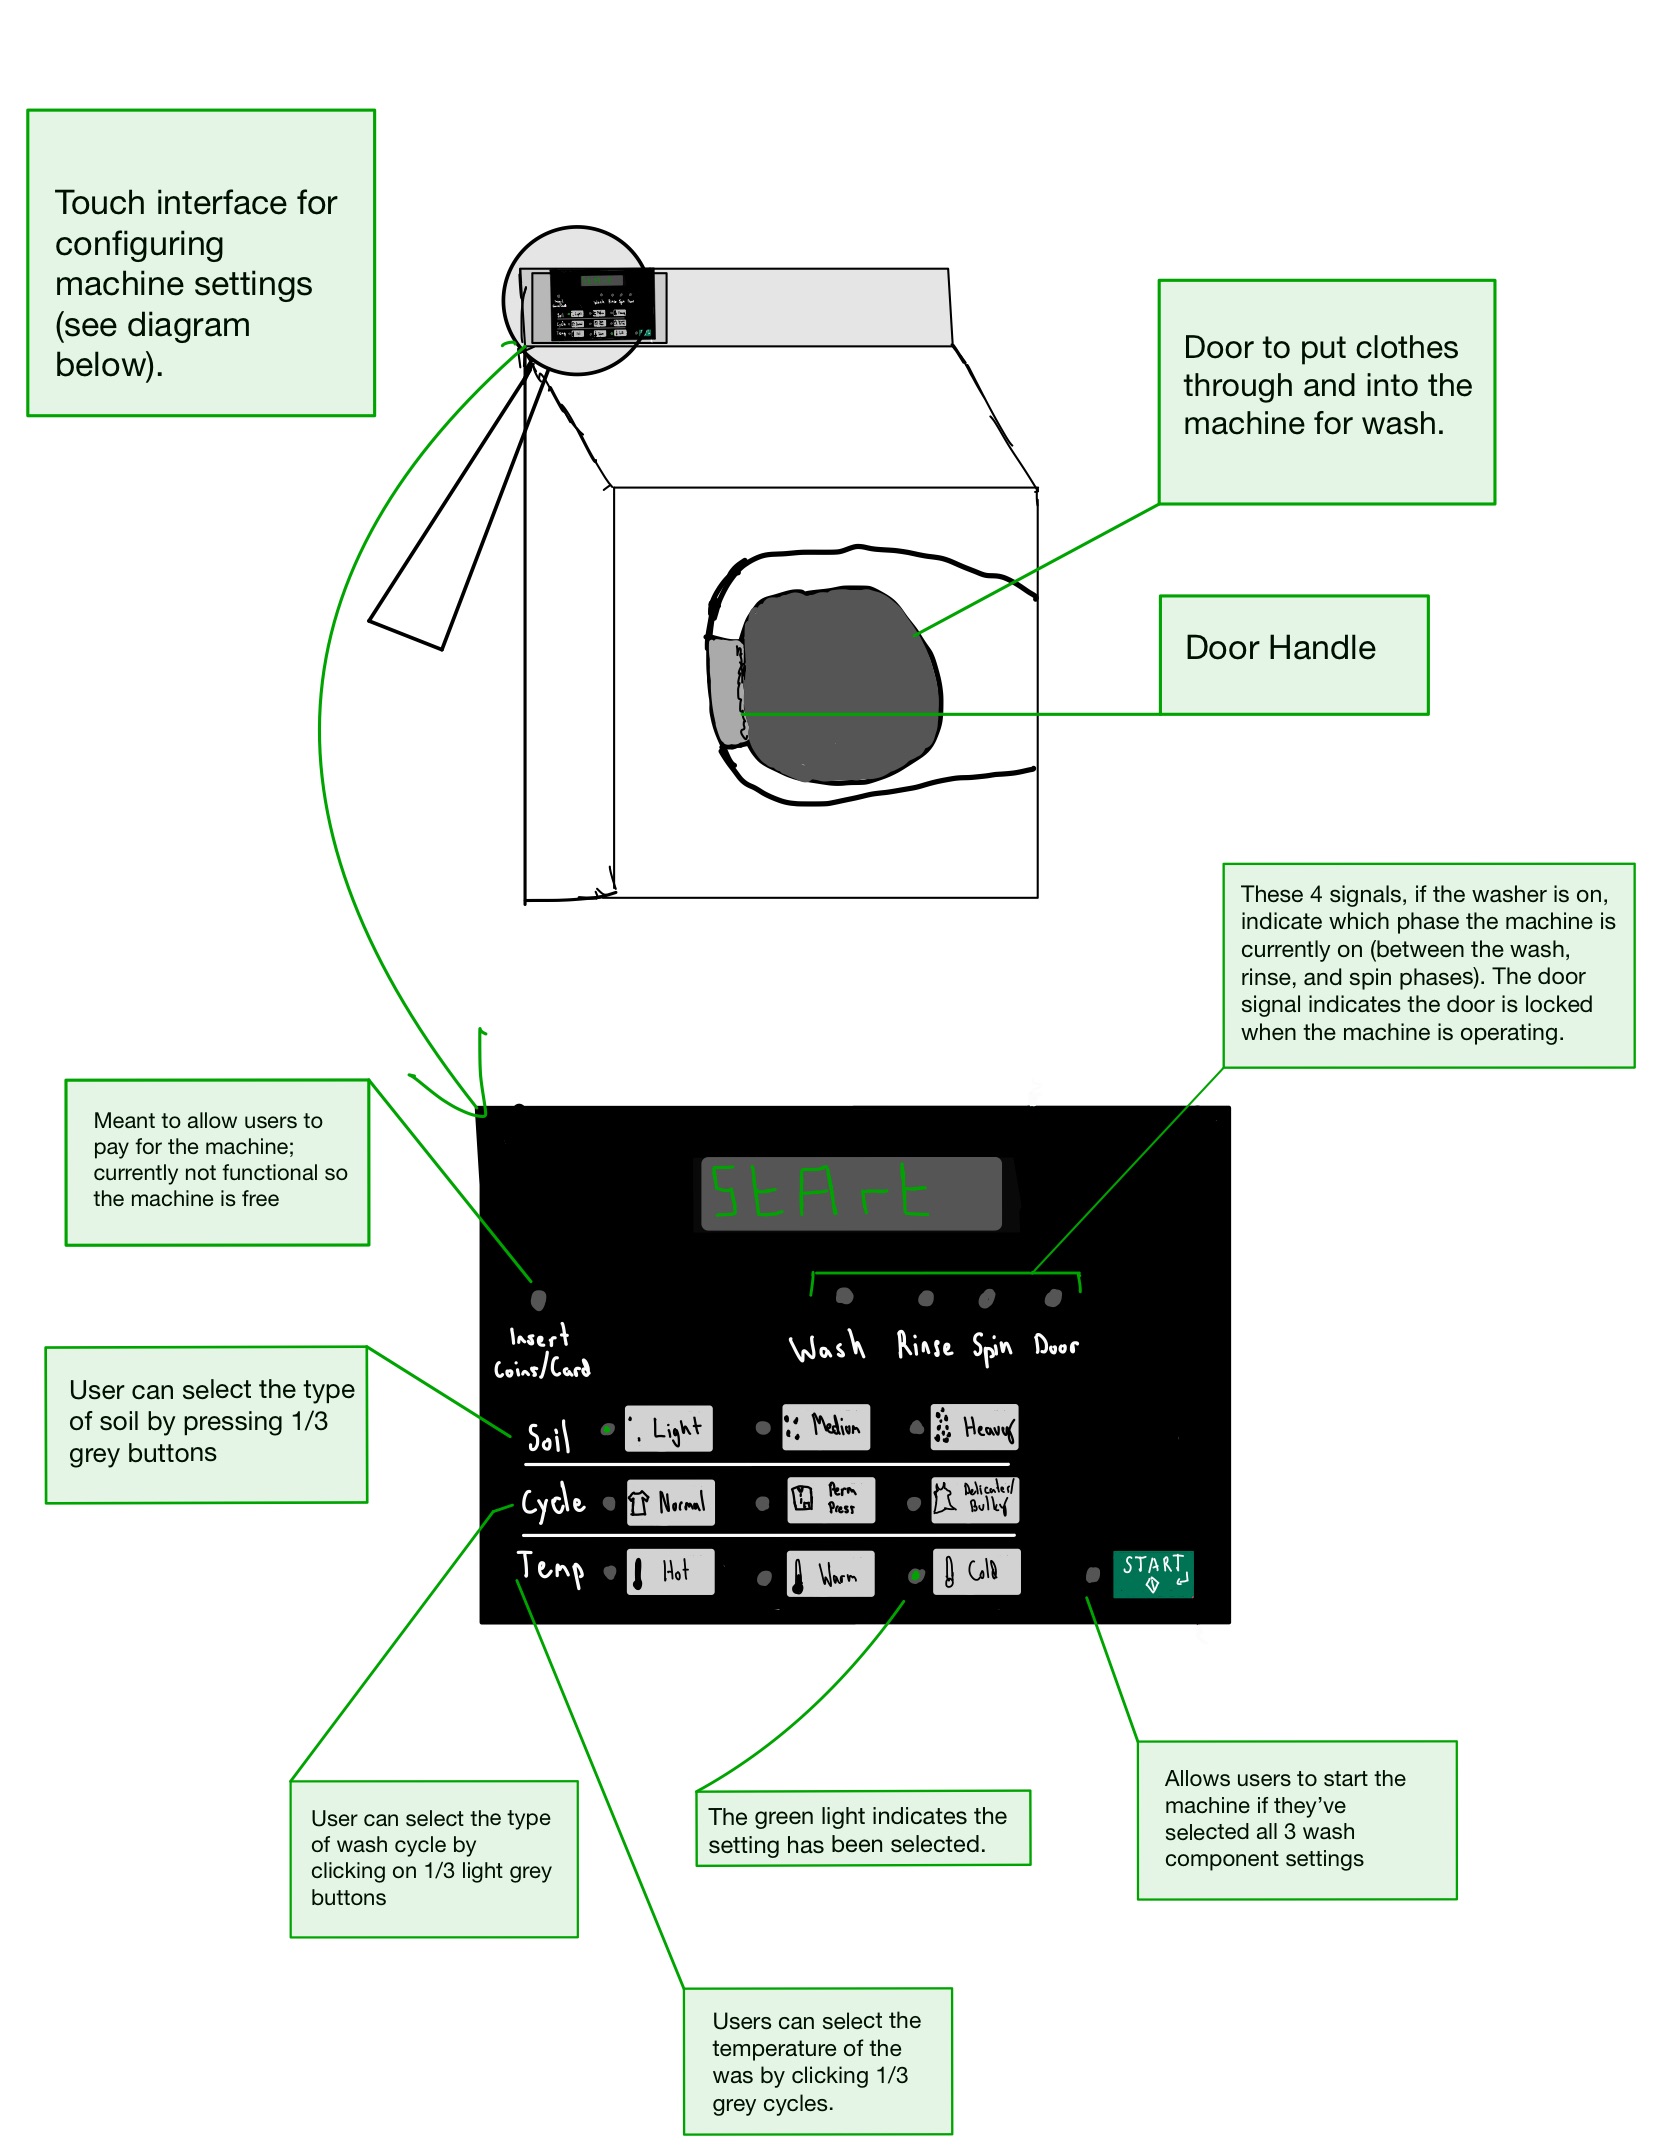 Touch interface for
configuring
machine settings
(see diagram
below).
Door to put clothes
through and into the
machine for wash.
Door Handle
These 4 signals, if the washer is on,
indicate which phase the machine is
currently on (between the wash,
rinse, and spin phases). The door
signal indicates the door is locked
when the machine is operating.
Meant to allow users to
pay for the machine;
currently not functional so
the machine is free
StArt
Insert
Coins/Card
Wash Rinse Spin Door
User can select the type
of soil by pressing 1/3
grey buttons
Soil Light Medium Heavy
Cycle Normal Perm Press Delicates/ Bulky
Temp Hot Warm Cold START
User can select the type
of wash cycle by
clicking on 1/3 light grey
buttons
The green light indicates the
setting has been selected.
Allows users to start the
machine if they've
selected all 3 wash
component settings
Users can select the
temperature of the
was by clicking 1/3
grey cycles.